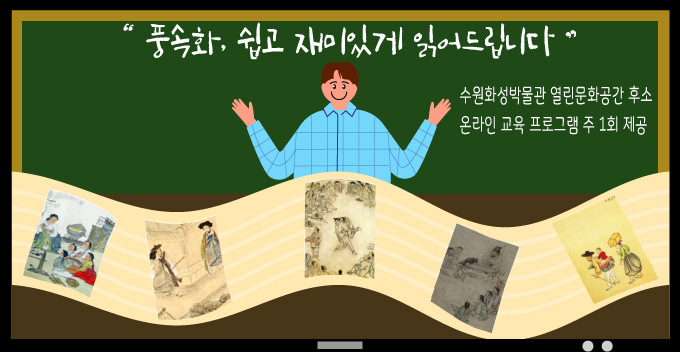 “ 풍속화, 쉽고 재미있게 읽어드립니다 ”
수원화성박물관 열린문화공간 후소
온라인 교육 프로그램 주 1회 제공